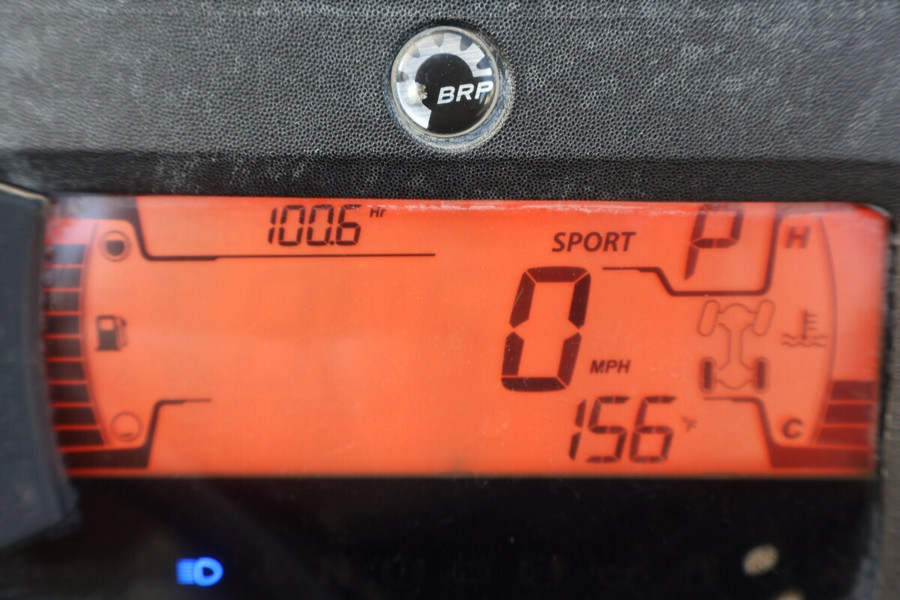 BRP
100.6 Hr
SPORT P
H
0 MPH
156 °F
C